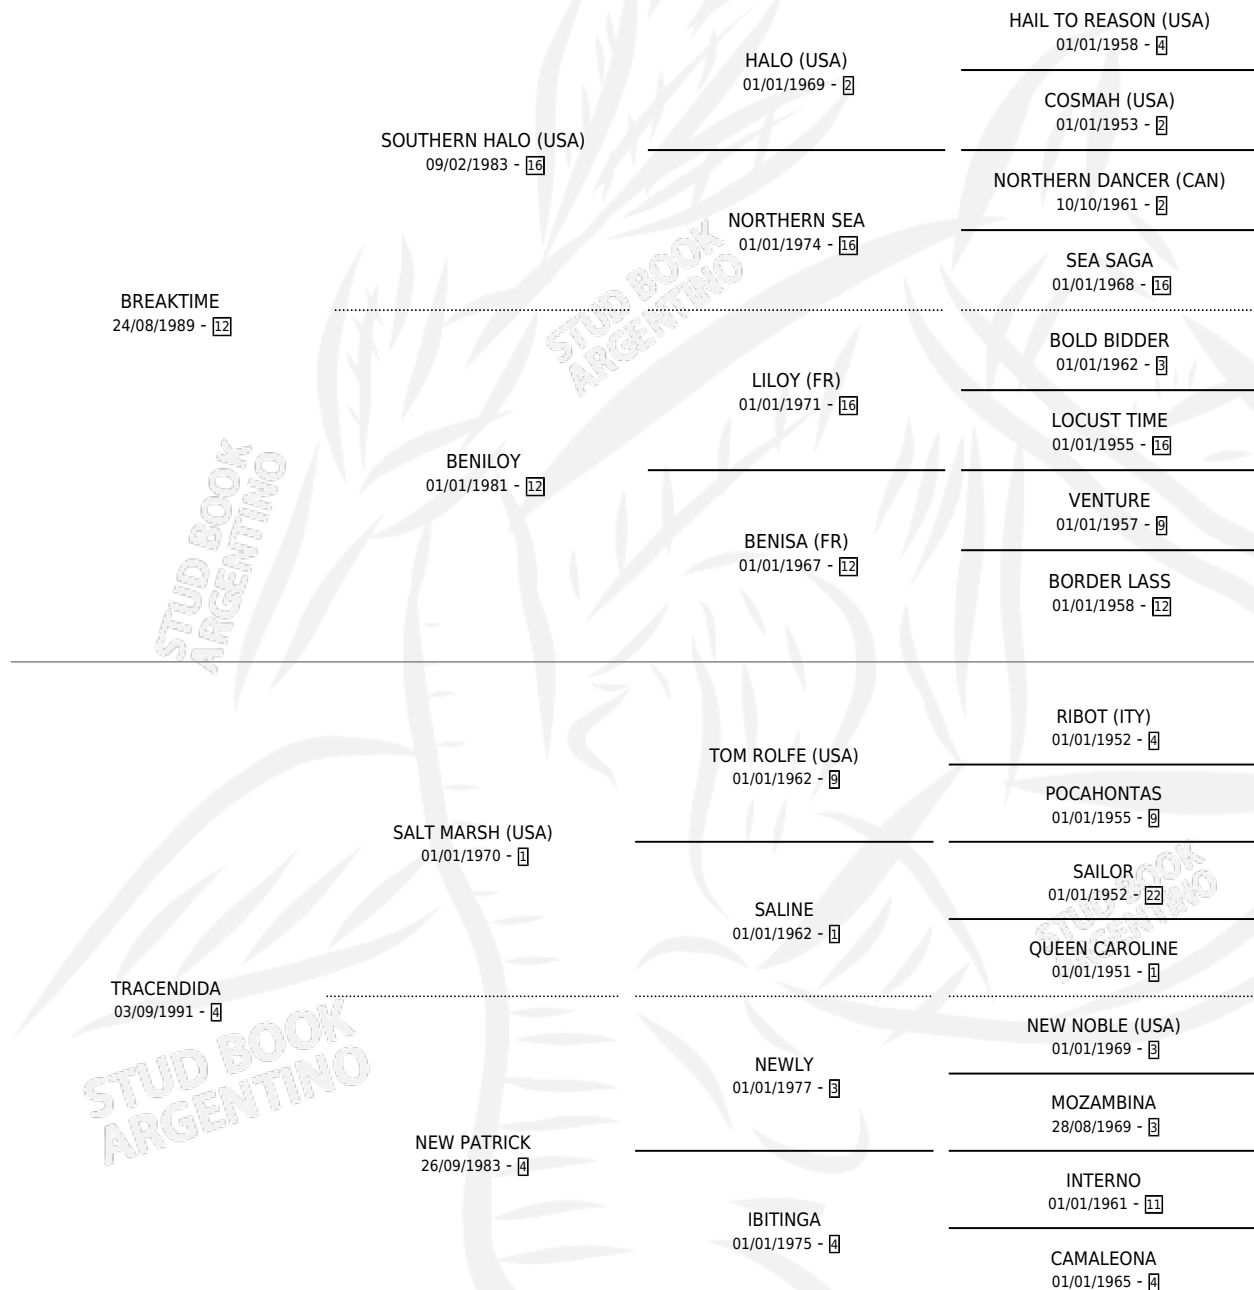 HAIL TO REASON (USA)
01/01/1958 - 4
HALO (USA)
01/01/1969 - 2
COSMAH (USA)
01/01/1953 - 2
SOUTHERN HALO (USA)
09/02/1983 - 16
NORTHERN DANCER (CAN)
10/10/1961 - 2
NORTHERN SEA
01/01/1974 - 16
SEA SAGA
01/01/1968 - 16
BREAKTIME
24/08/1989 - 12
STUD BOOK
ARGENTINO
BOLD BIDDER
01/01/1962 - 3
LILOY (FR)
01/01/1971 - 16
LOCUST TIME
01/01/1955 - 16
BENILOY
01/01/1981 - 12
VENTURE
01/01/1957 - 9
BENISA (FR)
01/01/1967 - 12
BORDER LASS
01/01/1958 - 12
STUD BOOK
ARGENTINO
RIBOT (ITY)
01/01/1952 - 4
TOM ROLFE (USA)
01/01/1962 - 9
POCAHONTAS
01/01/1955 - 9
SALT MARSH (USA)
01/01/1970 - 1
SAILOR
01/01/1952 - 22
SALINE
01/01/1962 - 1
QUEEN CAROLINE
01/01/1951 - 1
STUD BOOK
ARGENTINO
TRACENDIDA
03/09/1991 - 4
NEW NOBLE (USA)
01/01/1969 - 3
NEWLY
01/01/1977 - 3
MOZAMBINA
28/08/1969 - 3
STUD BOOK
ARGENTINO
NEW PATRICK
26/09/1983 - 4
INTERNO
01/01/1961 - 11
IBITINGA
01/01/1975 - 4
CAMALEONA
01/01/1965 - 4